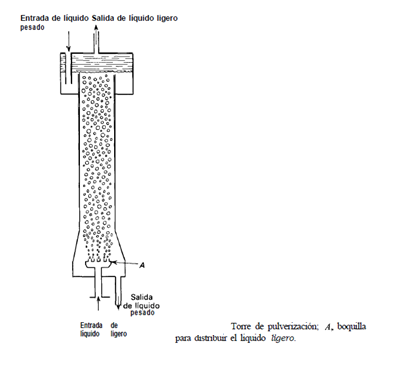 Entrada de líquido Salida de líquido ligero
pesado
A
Salida
de líquido
pesado
Entrada de
líquido ligero
Torre de pulverización; A, boquilla
para distribuir el liquido ligero.